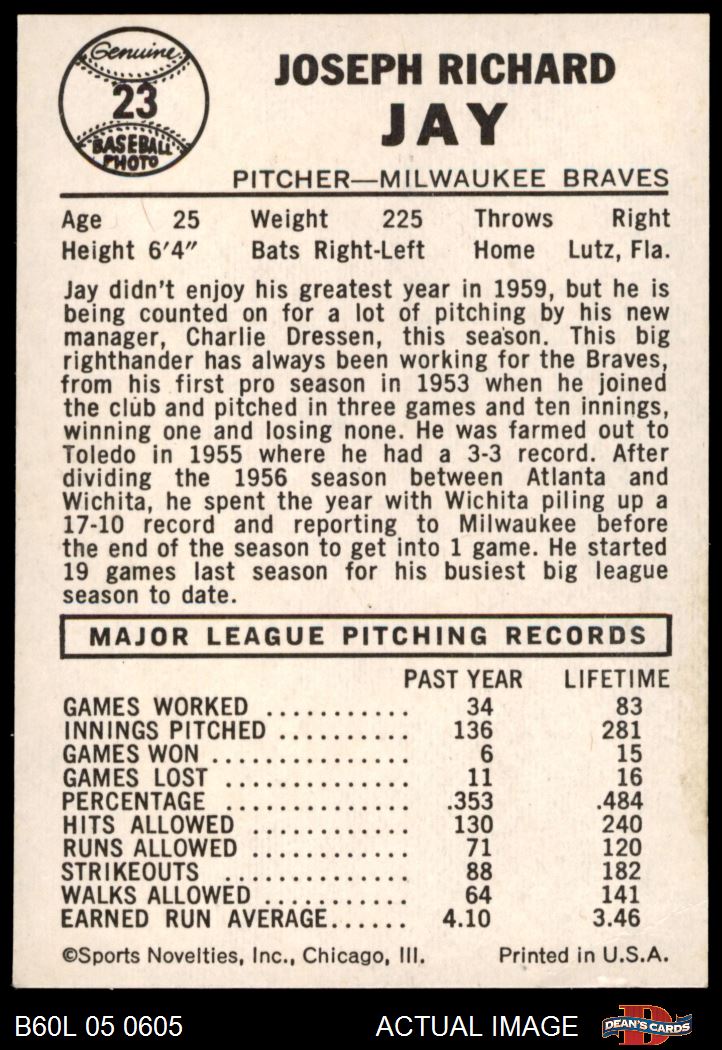 Genuine
23
BASEBALL
PHOTO
JOSEPH RICHARD
JAY
PITCHER—MILWAUKEE BRAVES
Age 25 Weight 225 Throws Right
Height 6′4″ Bats Right-Left Home Lutz, Fla.
Jay didn't enjoy his greatest year in 1959, but he is
being counted on for a lot of pitching by his new
manager, Charlie Dressen, this season. This big
righthander has always been working for the Braves,
from his first pro season in 1953 when he joined
the club and pitched in three games and ten innings,
winning one and losing none. He was farmed out to
Toledo in 1955 where he had a 3-3 record. After
dividing the 1956 season between Atlanta and
Wichita, he spent the year with Wichita piling up a
17-10 record and reporting to Milwaukee before
the end of the season to get into 1 game. He started
19 games last season for his busiest big league
season to date.
MAJOR LEAGUE PITCHING RECORDS
PAST YEAR LIFETIME
GAMES WORKED ........... 34 83
INNINGS PITCHED .......... 136 281
GAMES WON ............... 6 15
GAMES LOST .............. 11 16
PERCENTAGE .............. .353 .484
HITS ALLOWED ............ 130 240
RUNS ALLOWED ............ 71 120
STRIKEOUTS .............. 88 182
WALKS ALLOWED ........... 64 141
EARNED RUN AVERAGE...... 4.10 3.46
©Sports Novelties, Inc., Chicago, Ill. Printed in U.S.A.
B60L 05 0605 ACTUAL IMAGE D DEAN'S CARDS